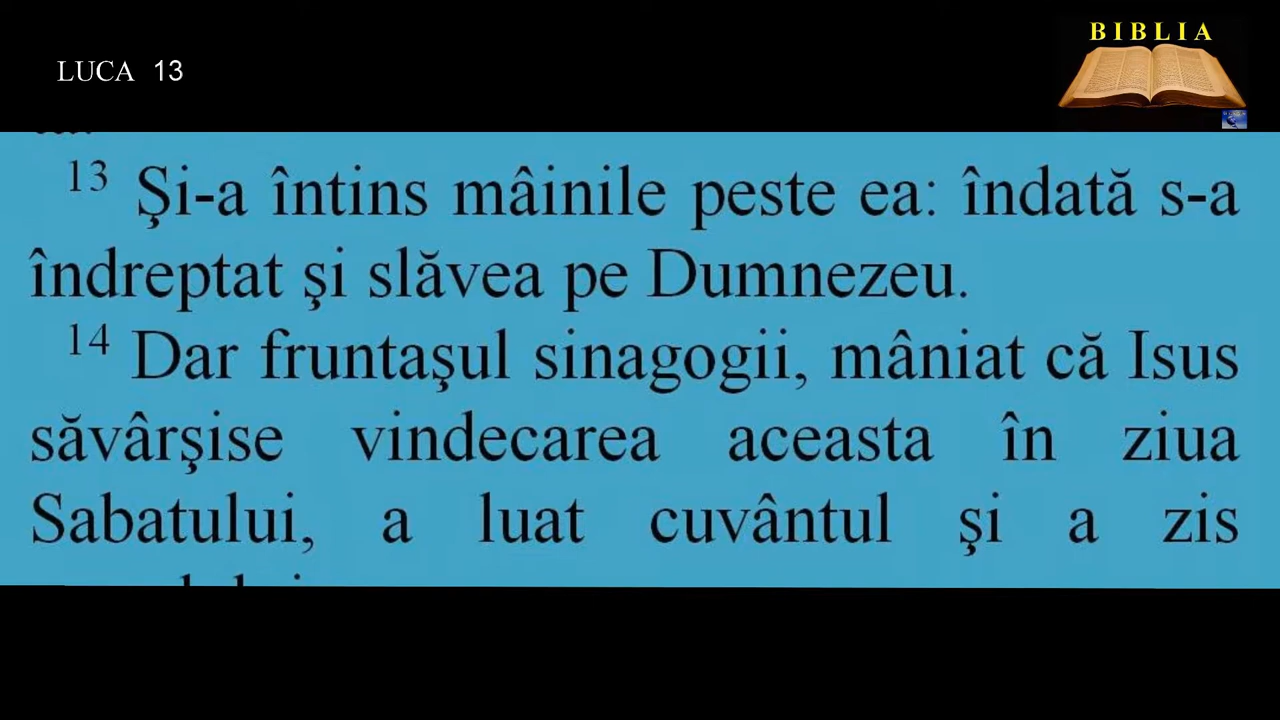 BIBLIA
LUCA 13
13 Şi-a întins mâinile peste ea: îndată s-a
îndreptat şi slăvea pe Dumnezeu.
14 Dar fruntaşul sinagogii, mâniat că Isus
săvârşise vindecarea aceasta în ziua
Sabatului, a luat cuvântul şi a zis